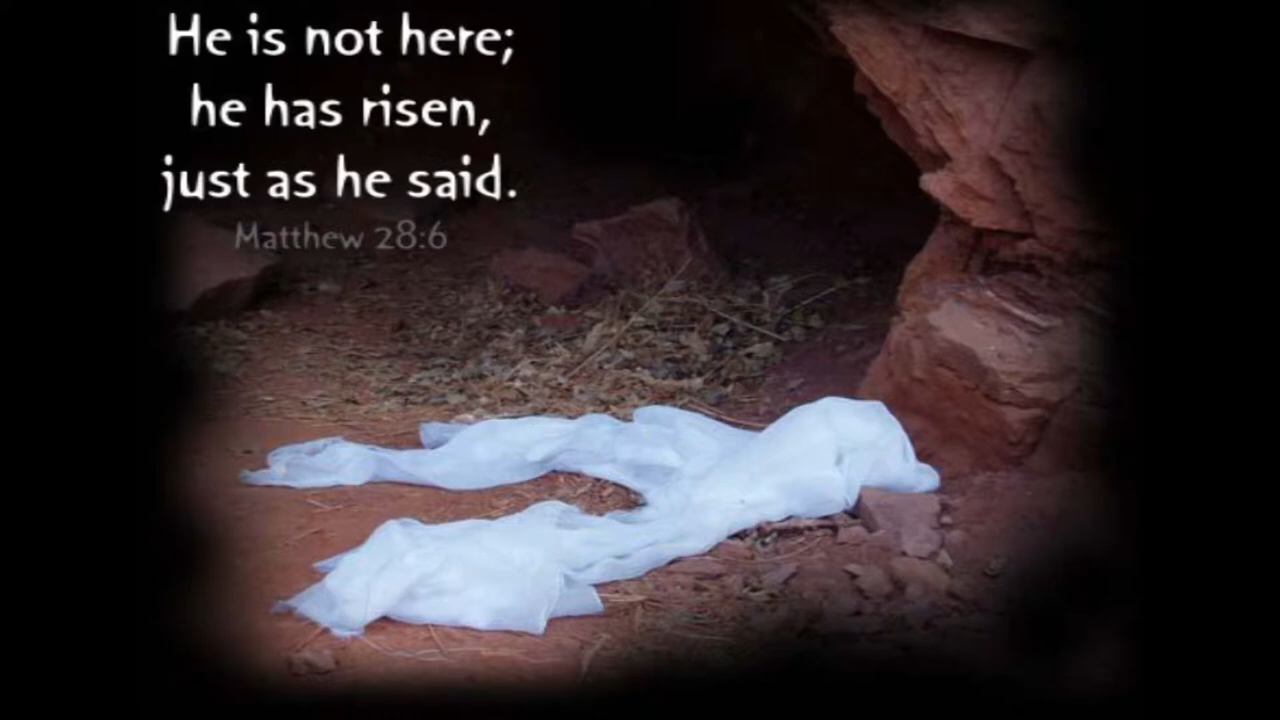 He is not here;
he has risen,
just as he said.
Matthew 28:6